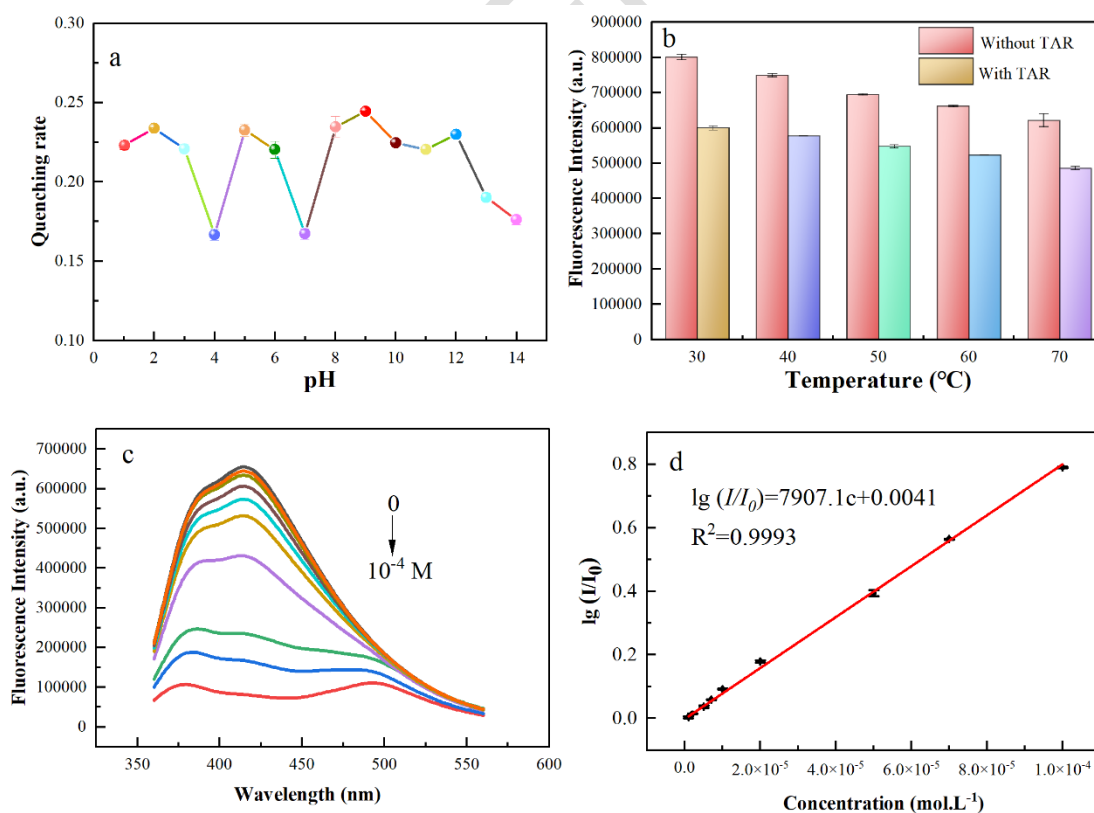 a
0.30
0.25
0.20
0.15
0.10
Quenching rate
0 2 4 6 8 10 12 14
pH
b
Without TAR
With TAR
900000
800000
700000
600000
500000
400000
300000
200000
100000
0
Fluorescence Intensity (a.u.)
30 40 50 60 70
Temperature (°C)
c
700000
600000
500000
400000
300000
200000
100000
0
Fluorescence Intensity (a.u.)
0
10⁻⁴ M
350 400 450 500 550 600
Wavelength (nm)
d
lg (I/I₀)=7907.1c+0.0041
R²=0.9993
0.8
0.6
0.4
0.2
0.0
lg (I/I₀)
0.0 2.0×10⁻⁵ 4.0×10⁻⁵ 6.0×10⁻⁵ 8.0×10⁻⁵ 1.0×10⁻⁴
Concentration (mol.L⁻¹)